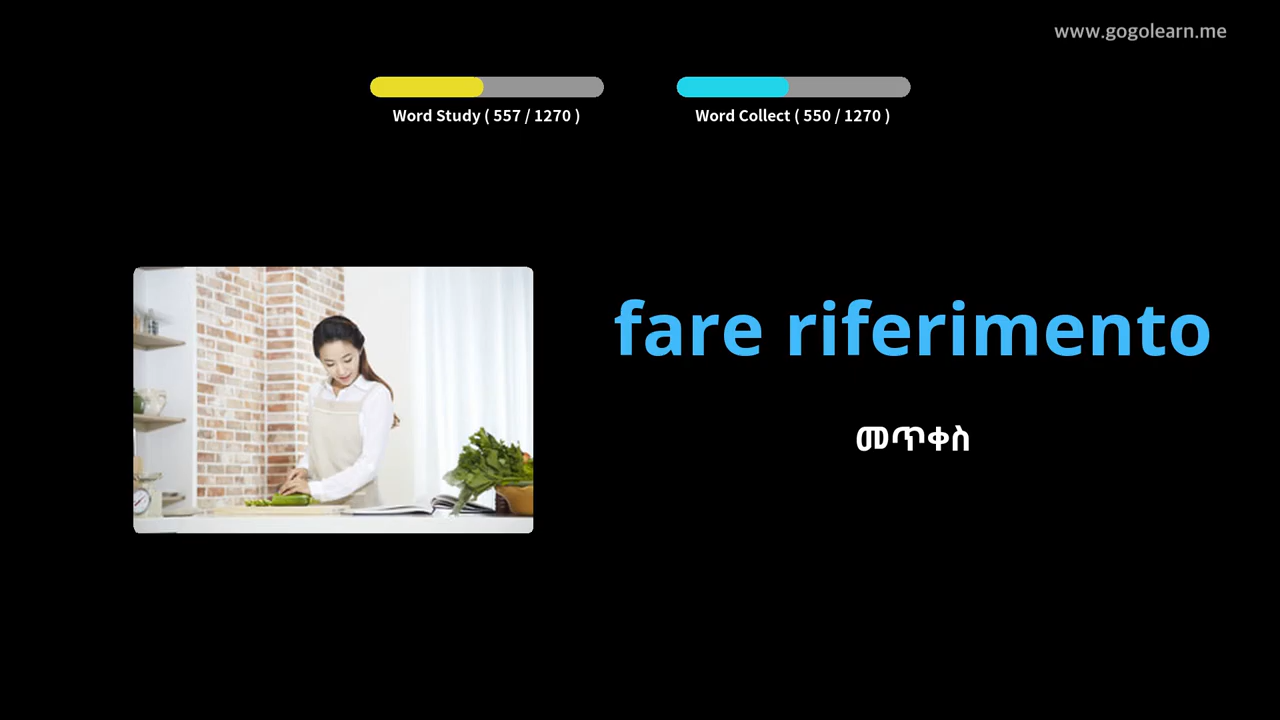 www.gogolearn.me
Word Study ( 557 / 1270 )
Word Collect ( 550 / 1270 )
fare riferimento
መጥቀስ